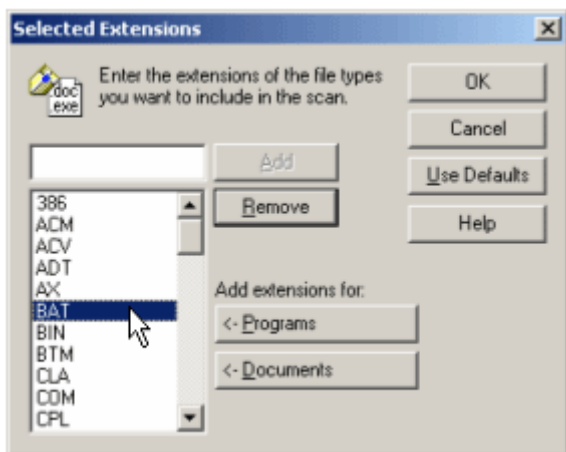 Selected Extensions
doc
exe
Enter the extensions of the file types
you want to include in the scan.
OK
Cancel
Add
Use Defaults
Remove
Help
386
ACM
ACV
ADT
AX
BAT
BIN
BTM
CLA
COM
CPL
Add extensions for:
<- Programs
<- Documents